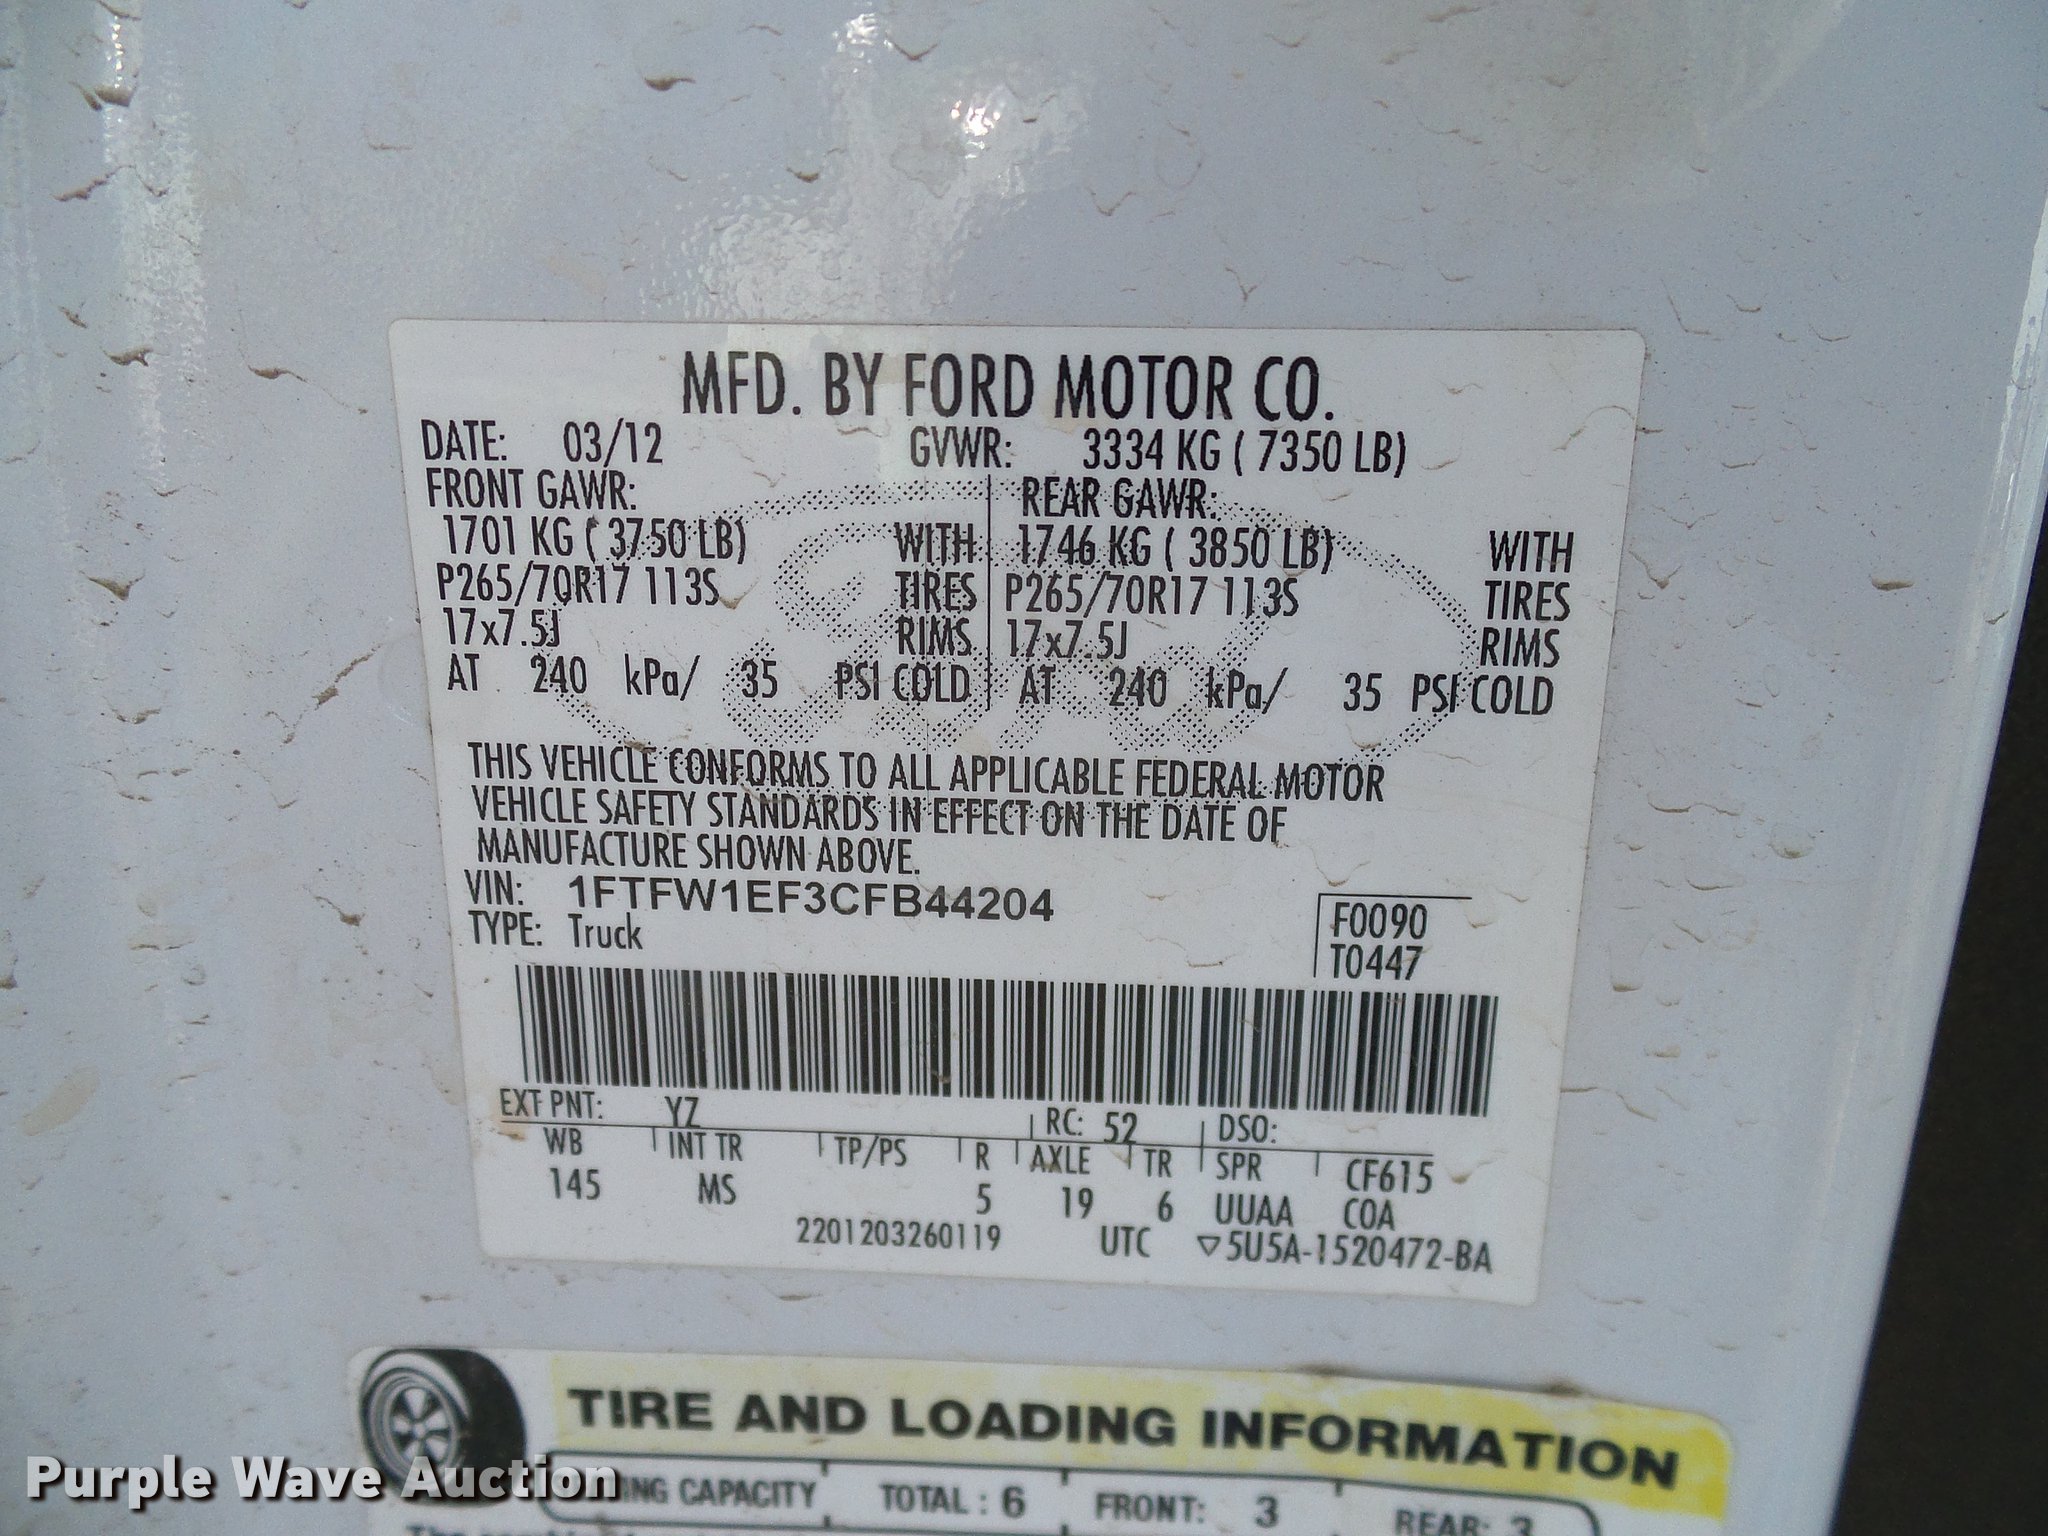 MFD. BY FORD MOTOR CO.
DATE: 03/12 GVWR: 3334 KG ( 7350 LB)
FRONT GAWR: REAR GAWR:
1701 KG ( 3750 LB) WITH 1746 KG ( 3850 LB) WITH
P265/70R17 113S TIRES P265/70R17 113S TIRES
17x7.5J RIMS 17x7.5J RIMS
AT 240 kPa/ 35 PSI COLD AT 240 kPa/ 35 PSI COLD
THIS VEHICLE CONFORMS TO ALL APPLICABLE FEDERAL MOTOR
VEHICLE SAFETY STANDARDS IN EFFECT ON THE DATE OF
MANUFACTURE SHOWN ABOVE.
VIN: 1FTFW1EF3CFB44204
TYPE: Truck
F0090
T0447
EXT PNT: YZ RC: 52 DSO:
WB INT TR TP/PS R AXLE TR SPR CF615
145 MS 5 19 6 UUAA COA
2201203260119 UTC ▽5U5A-1520472-BA
TIRE AND LOADING INFORMATION
CAPACITY TOTAL : 6 FRONT: 3 REAR: 3
Purple Wave Auction